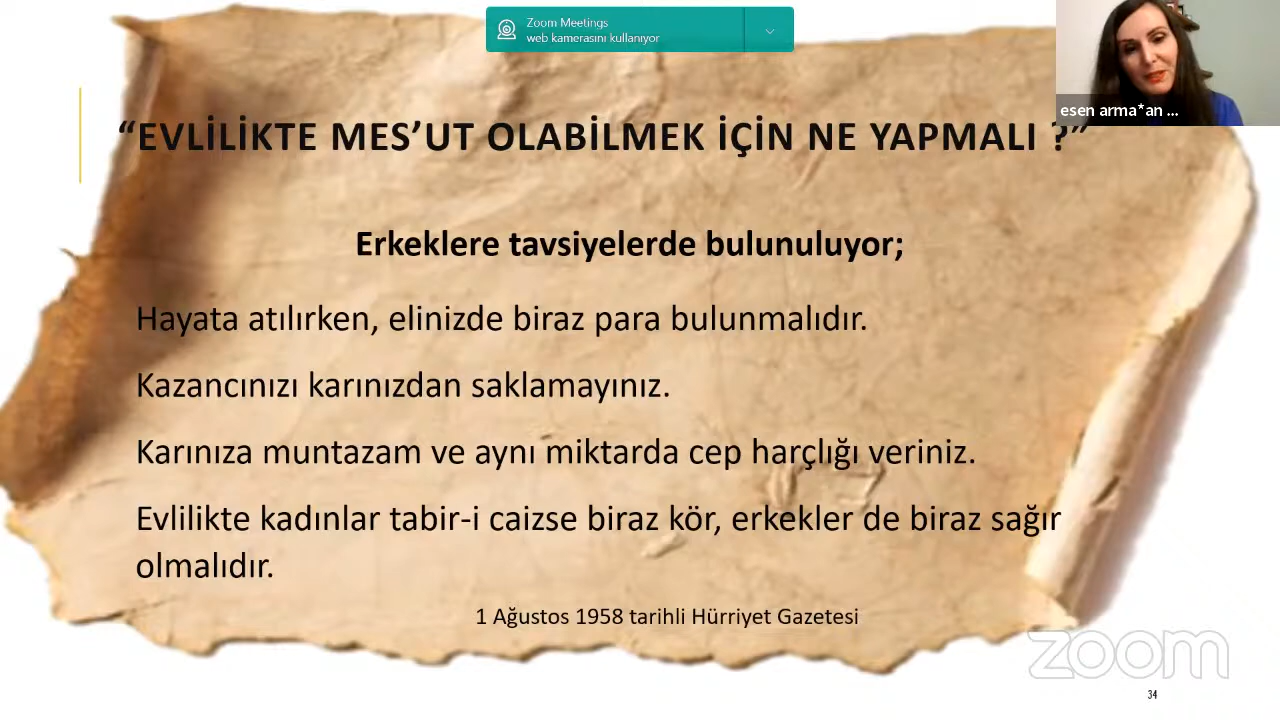 Zoom Meetings
web kamerasını kullanıyor
esen arma*an ...
“EVLİLİKTE MES’UT OLABİLMEK İÇİN NE YAPMALI ?”
Erkeklere tavsiyelerde bulunuluyor;
Hayata atılırken, elinizde biraz para bulunmalıdır.
Kazancınızı karınızdan saklamayınız.
Karınıza muntazam ve aynı miktarda cep harçlığı veriniz.
Evlilikte kadınlar tabir-i caizse biraz kör, erkekler de biraz sağır
olmalıdır.
1 Ağustos 1958 tarihli Hürriyet Gazetesi
zoom
34